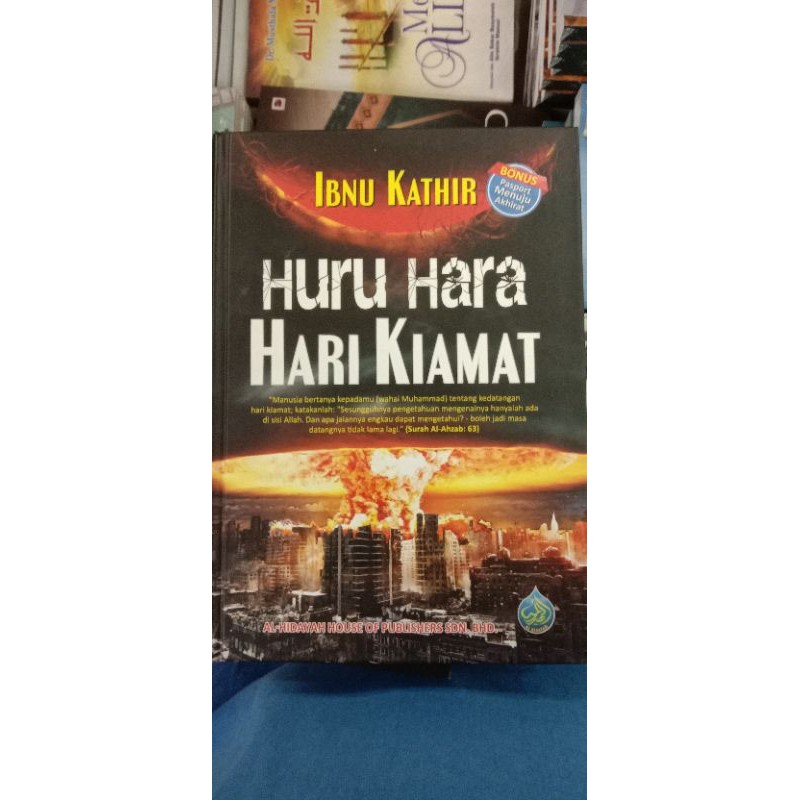 Dr. Musthafa
IBNU KATHIR
BONUS
Pasport
Menuju
Akhirat
HURU HARA
HARI KIAMAT
"Manusia bertanya kepadamu (wahai Muhammad) tentang kedatangan
hari kiamat; katakanlah: "Sesungguhnya pengetahuan mengenainya hanyalah ada
di sisi Allah. Dan apa jalannya engkau dapat mengetahui? - boleh jadi masa
datangnya tidak lama lagi." (Surah Al-Ahzab: 63)
AL-HIDAYAH HOUSE OF PUBLISHERS SDN. BHD.